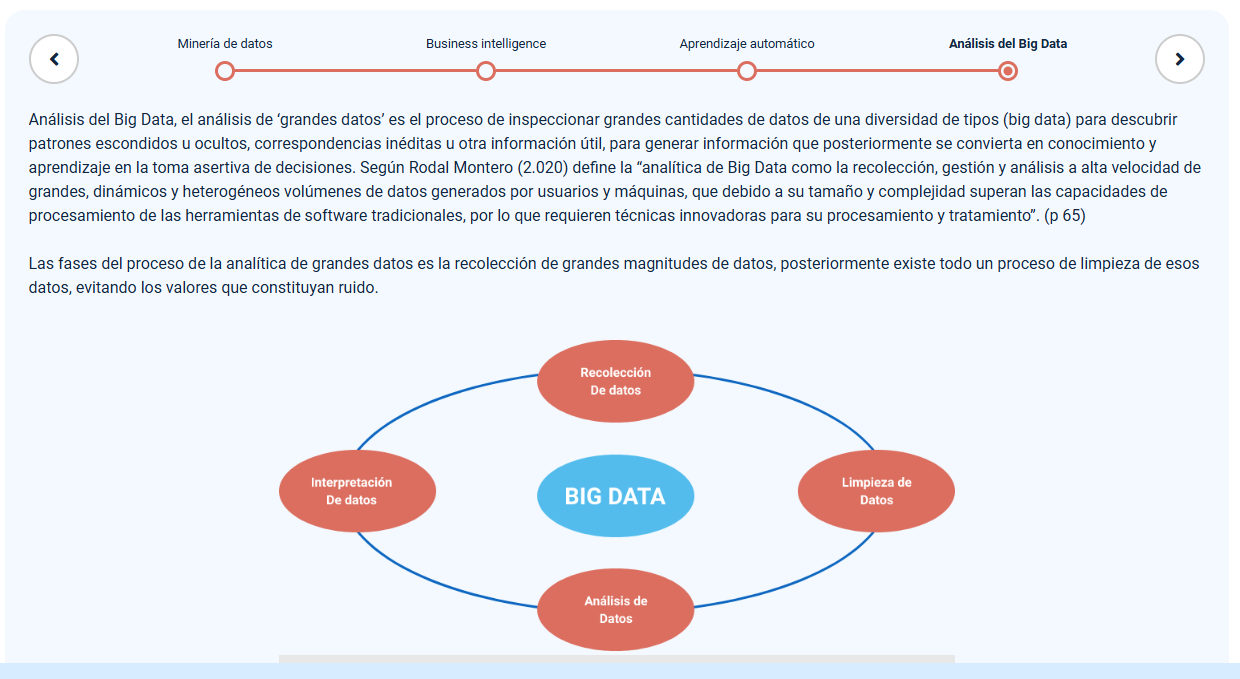 Minería de datos
Business intelligence
Aprendizaje automático
Análisis del Big Data
Análisis del Big Data, el análisis de ‘grandes datos’ es el proceso de inspeccionar grandes cantidades de datos de una diversidad de tipos (big data) para descubrir
patrones escondidos u ocultos, correspondencias inéditas u otra información útil, para generar información que posteriormente se convierta en conocimiento y
aprendizaje en la toma asertiva de decisiones. Según Rodal Montero (2.020) define la “analítica de Big Data como la recolección, gestión y análisis a alta velocidad de
grandes, dinámicos y heterogéneos volúmenes de datos generados por usuarios y máquinas, que debido a su tamaño y complejidad superan las capacidades de
procesamiento de las herramientas de software tradicionales, por lo que requieren técnicas innovadoras para su procesamiento y tratamiento”. (p 65)
Las fases del proceso de la analítica de grandes datos es la recolección de grandes magnitudes de datos, posteriormente existe todo un proceso de limpieza de esos
datos, evitando los valores que constituyan ruido.
Recolección
De datos
Interpretación
De datos
BIG DATA
Limpieza de
Datos
Análisis de
Datos